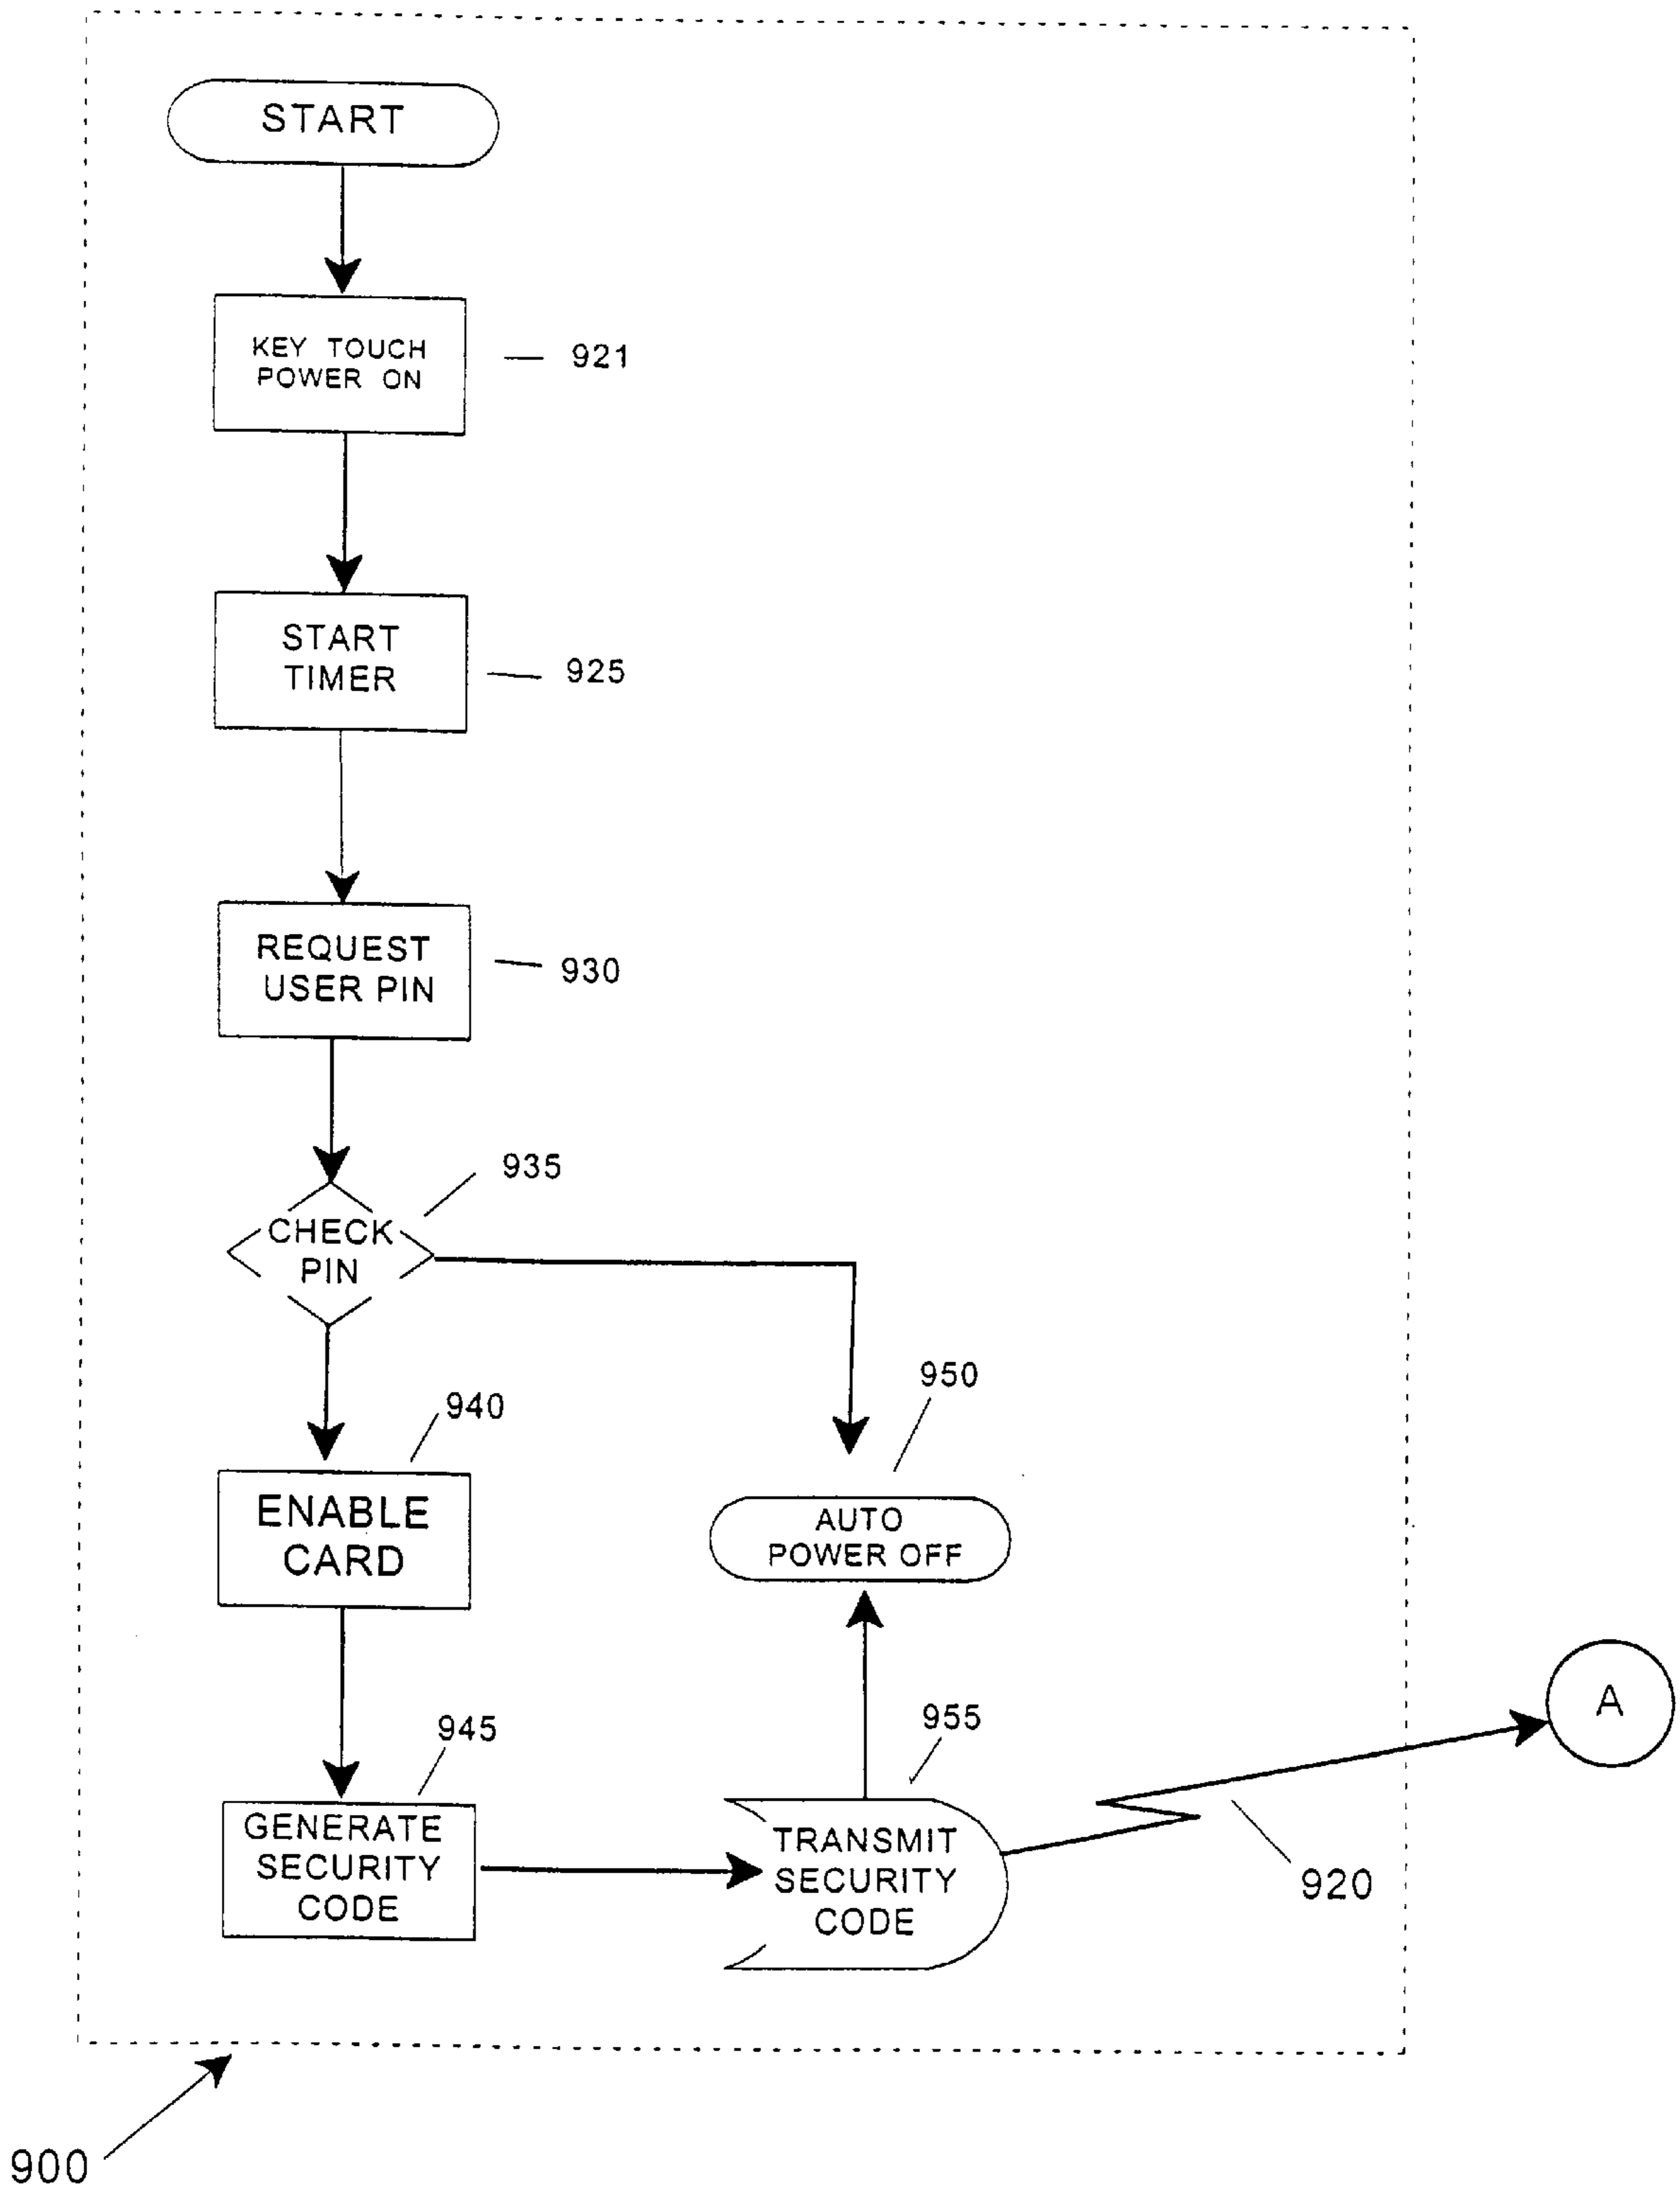 START
KEY TOUCH
POWER ON
921
START
TIMER
925
REQUEST
USER PIN
930
935
CHECK
PIN
940
950
ENABLE
CARD
AUTO
POWER OFF
945
955
A
GENERATE
SECURITY
CODE
TRANSMIT
SECURITY
CODE
920
900